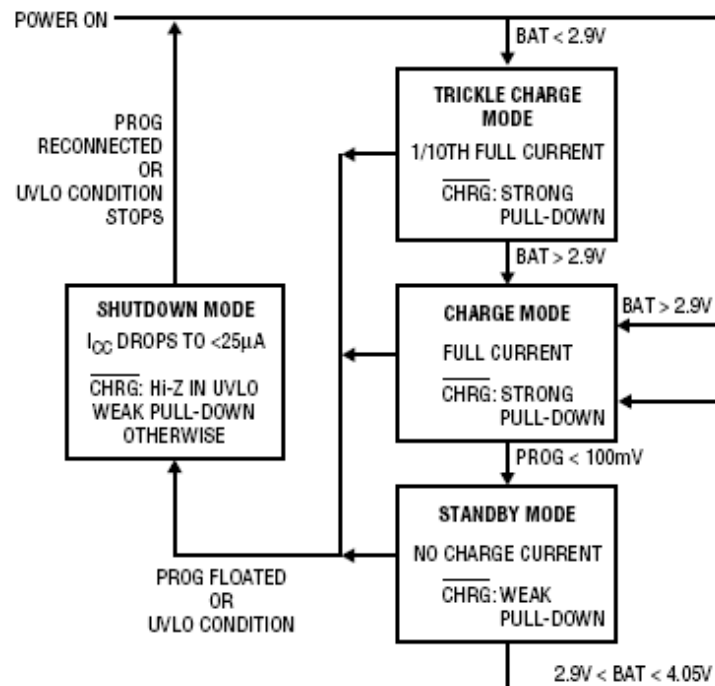 POWER ON
BAT < 2.9V
TRICKLE CHARGE
MODE
1/10TH FULL CURRENT
CHRG: STRONG
PULL-DOWN
PROG
RECONNECTED
OR
UVLO CONDITION
STOPS
BAT > 2.9V
SHUTDOWN MODE
ICC DROPS TO <25µA
CHRG: Hi-Z IN UVLO
WEAK PULL-DOWN
OTHERWISE
CHARGE MODE
FULL CURRENT
CHRG: STRONG
PULL-DOWN
BAT > 2.9V
PROG < 100mV
STANDBY MODE
NO CHARGE CURRENT
CHRG: WEAK
PULL-DOWN
PROG FLOATED
OR
UVLO CONDITION
2.9V < BAT < 4.05V